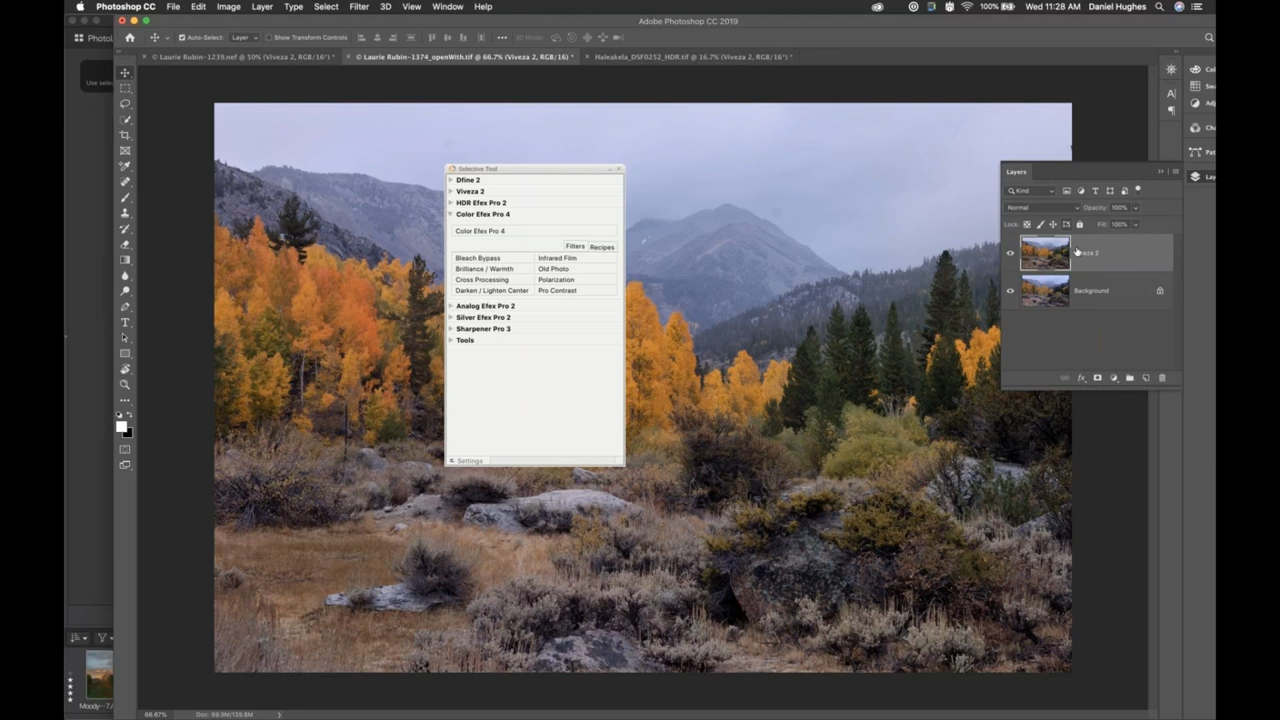 Photoshop CC File Edit Image Layer Type Select Filter 3D View Window Help 100% Wed 11:28 AM Daniel Hughes
Adobe Photoshop CC 2019
Auto-Select: Layer Show Transform Controls 3D Mode:
© Laurie Rubin-1239.nef @ 50% (Viveza 2, RGB/16*) *
© Laurie Rubin-1374_openWith.tif @ 66.7% (Viveza 2, RGB/16) *
Haleakela_DSF0252_HDR.tif @ 16.7% (Viveza 2, RGB/16*) *
Selective Tool
Dfine 2
Viveza 2
HDR Efex Pro 2
Color Efex Pro 4
Color Efex Pro 4
Filters Recipes
Bleach Bypass Infrared Film
Brilliance / Warmth Old Photo
Cross Processing Polarization
Darken / Lighten Center Pro Contrast
Analog Efex Pro 2
Silver Efex Pro 2
Sharpener Pro 3
Tools
Settings
Layers
Kind
Normal Opacity: 100%
Lock: Fill: 100%
Background
66.67% Doc: 69.9M/139.8M